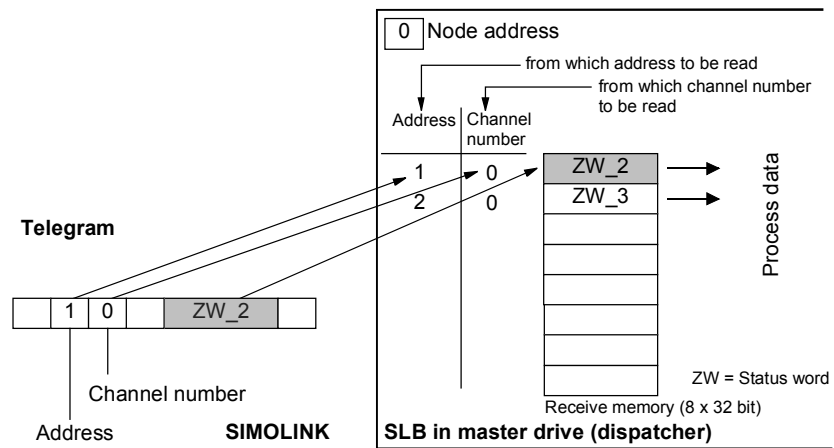 0 Node address
from which address to be read
from which channel number
to be read
Address
Channel
number
1 0 ZW_2
2 0 ZW_3
Process data
Telegram
1 0 ZW_2
Channel number
Address
SIMOLINK
ZW = Status word
Receive memory (8 x 32 bit)
SLB in master drive (dispatcher)